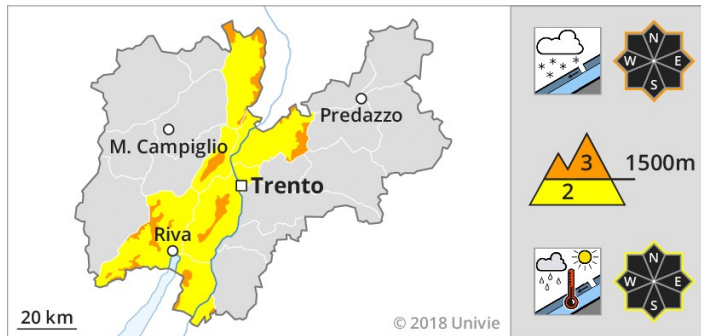 Predazzo
M. Campiglio
Trento
Riva
20 km
© 2018 Univie
N
W E
S
3 1500m
2
N
W E
S